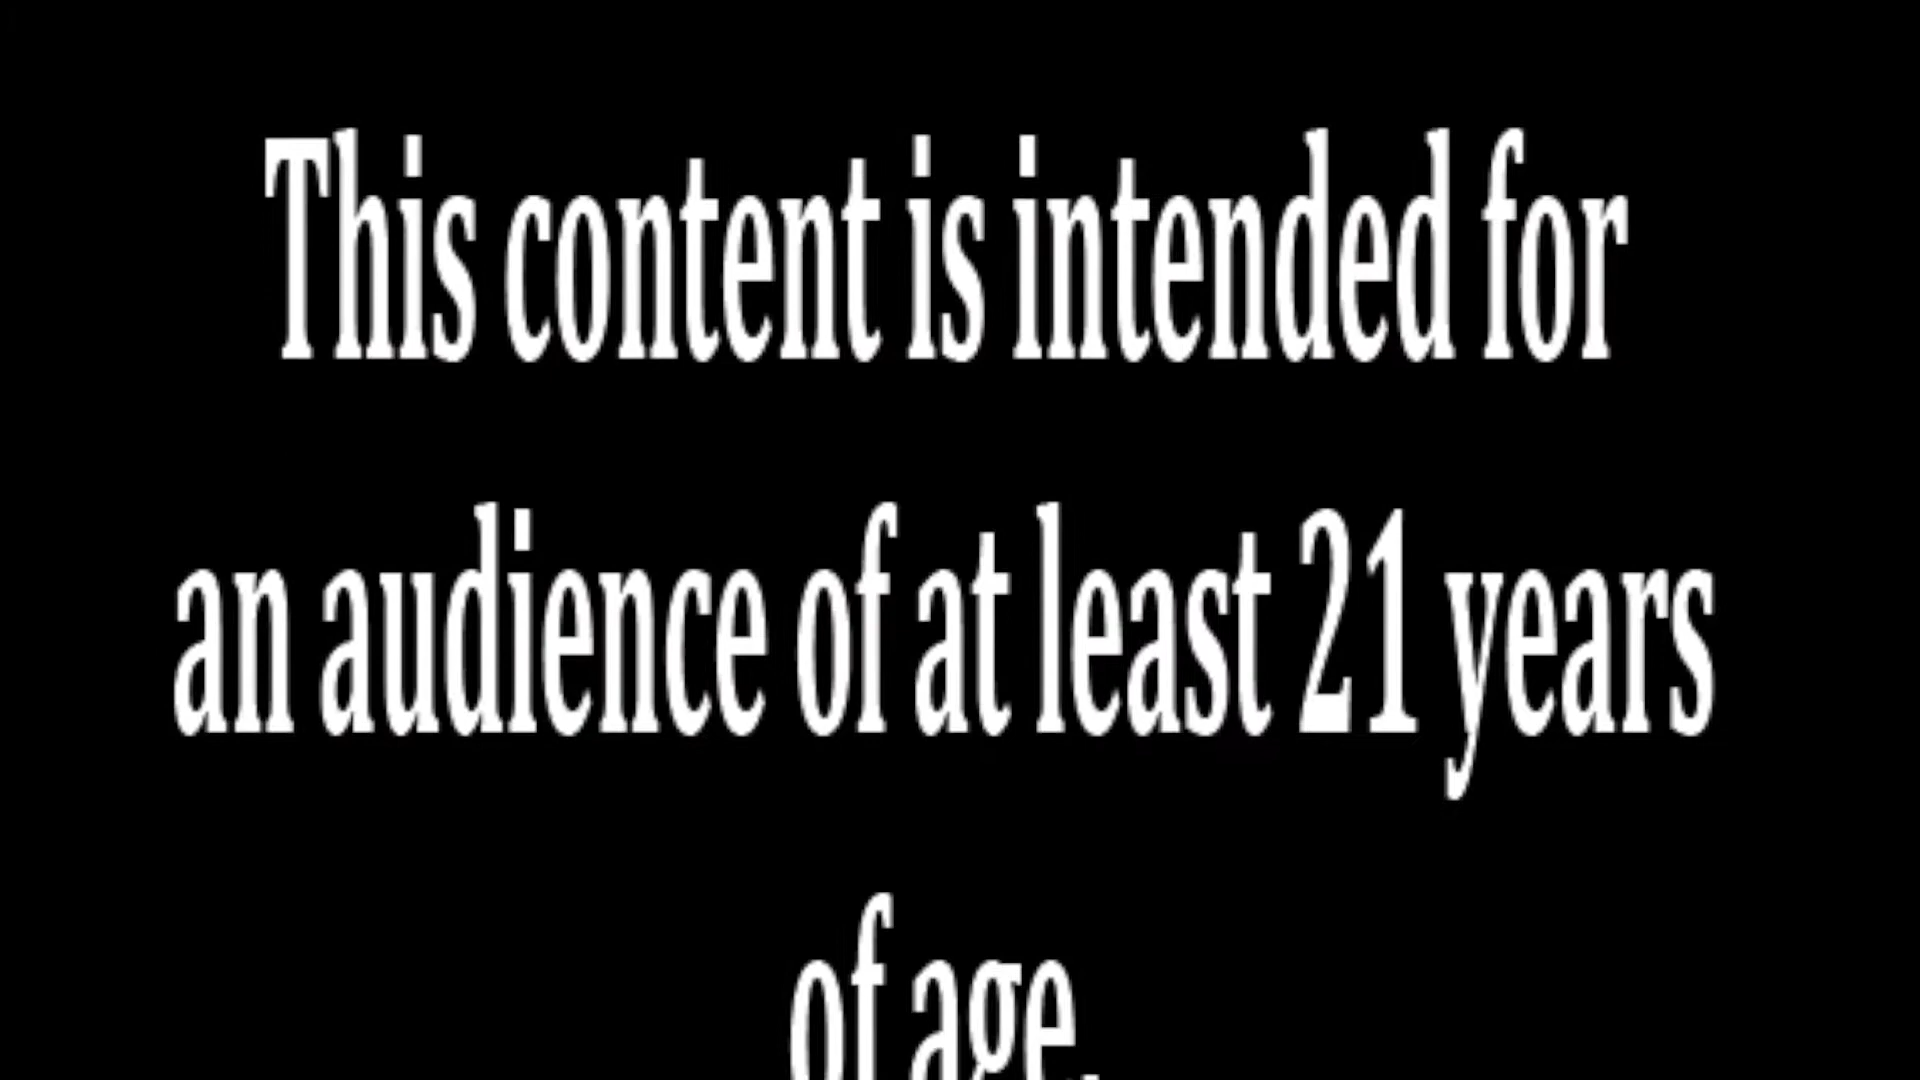 This content is intended for
an audience of at least 21 years
of age.